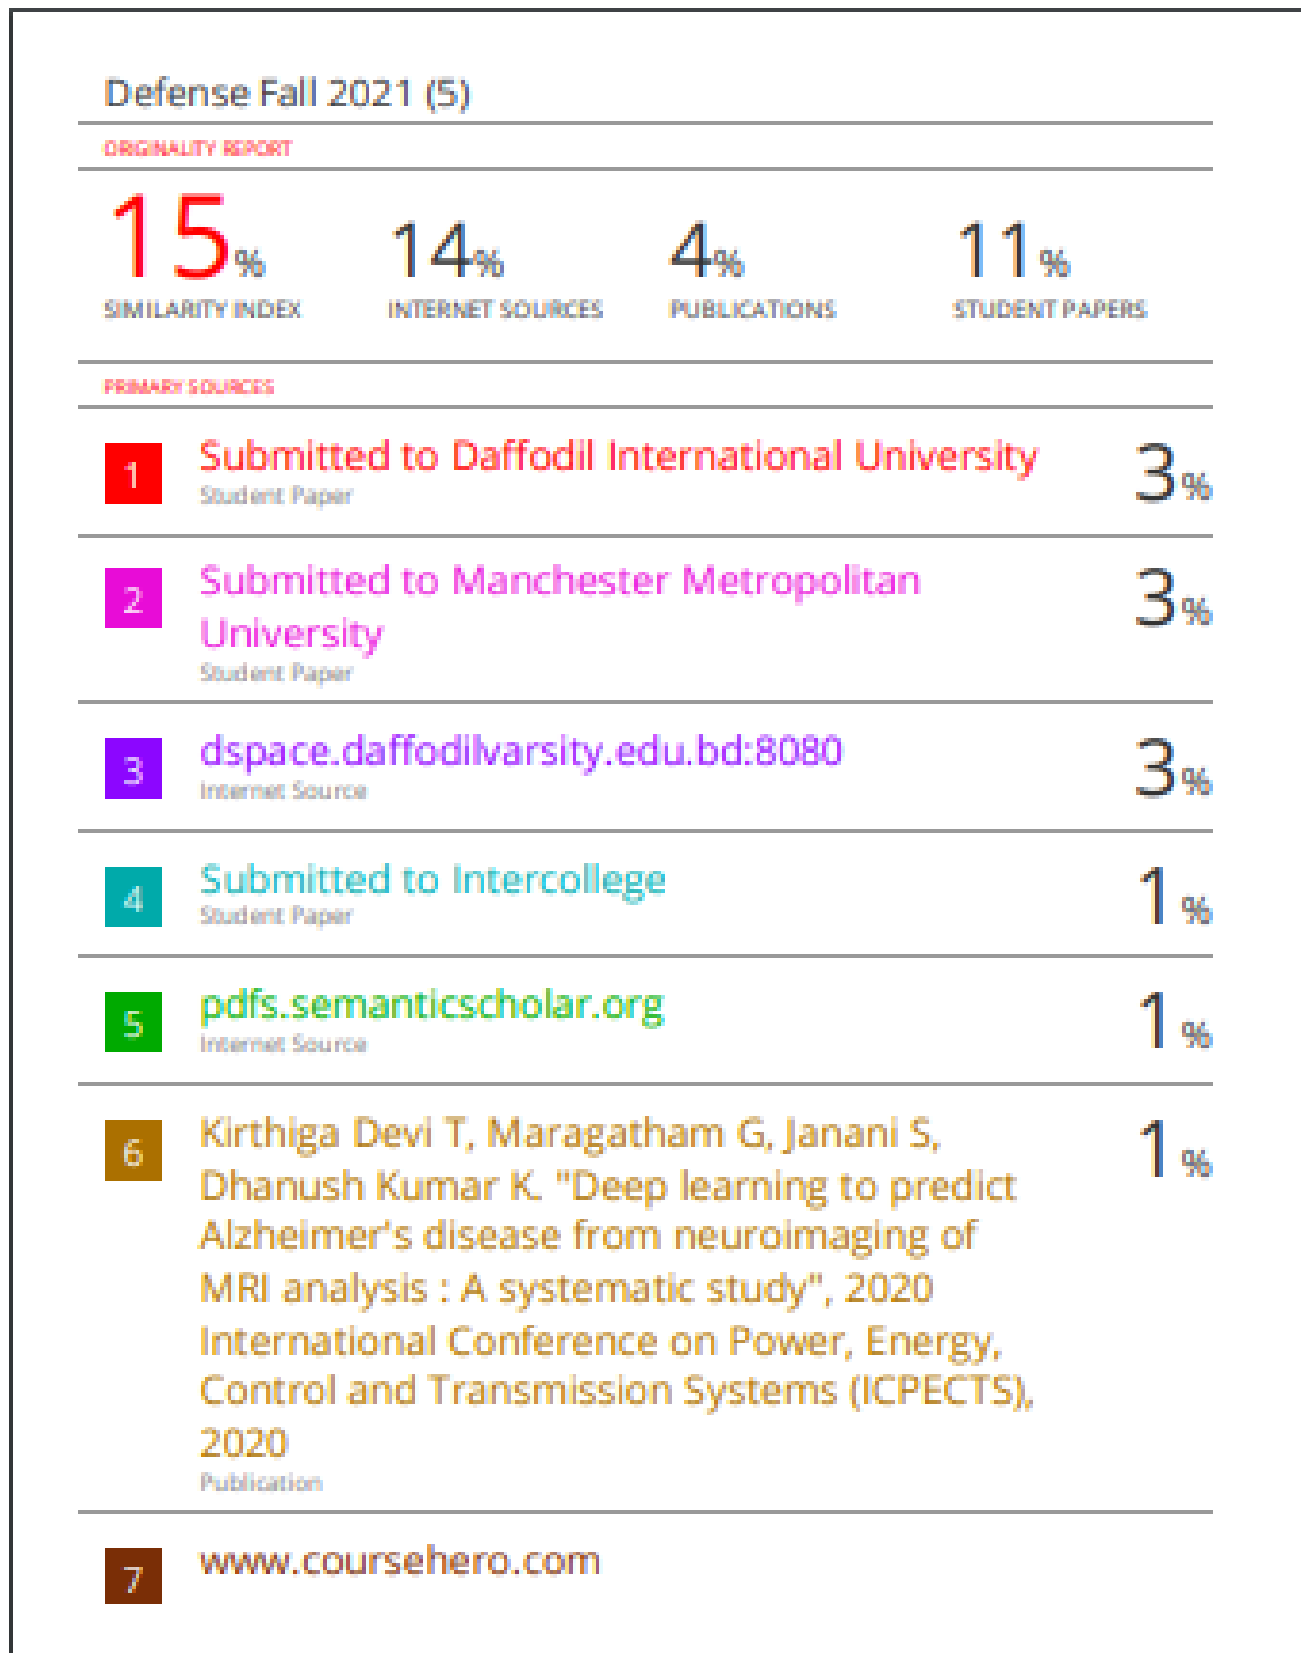 Defense Fall 2021 (5)
ORIGINALITY REPORT
15% 14% 4% 11%
SIMILARITY INDEX INTERNET SOURCES PUBLICATIONS STUDENT PAPERS
PRIMARY SOURCES
1 Submitted to Daffodil International University 3%
Student Paper
2 Submitted to Manchester Metropolitan 3%
University
Student Paper
3 dspace.daffodilvarsity.edu.bd:8080 3%
Internet Source
4 Submitted to Intercollege 1%
Student Paper
5 pdfs.semanticscholar.org 1%
Internet Source
6 Kirthiga Devi T, Maragatham G, Janani S, 1%
Dhanush Kumar K. "Deep learning to predict
Alzheimer's disease from neuroimaging of
MRI analysis : A systematic study", 2020
International Conference on Power, Energy,
Control and Transmission Systems (ICPECTS),
2020
Publication
7 www.coursehero.com